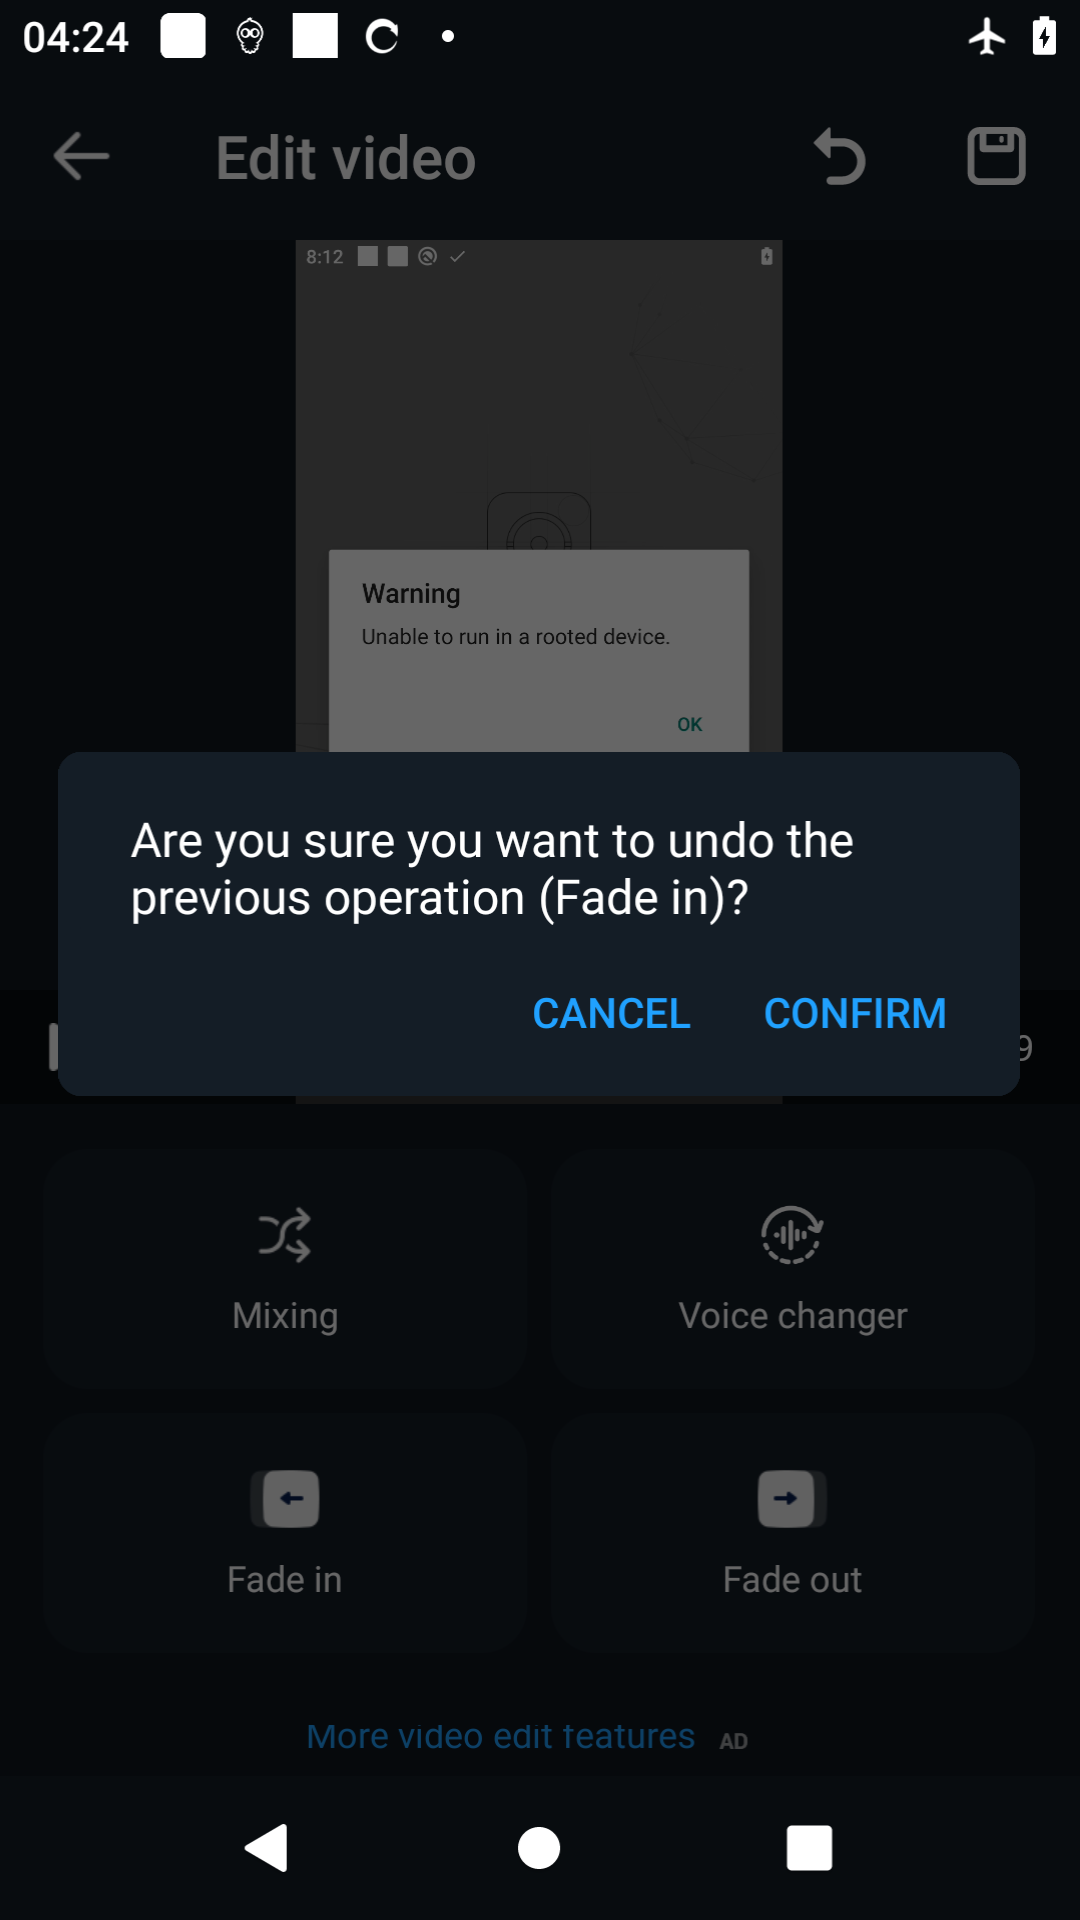 04:24
Edit video
8:12
Warning
Unable to run in a rooted device.
OK
Are you sure you want to undo the
previous operation (Fade in)?
CANCEL CONFIRM
9
Mixing
Voice changer
Fade in
Fade out
More video edit features AD